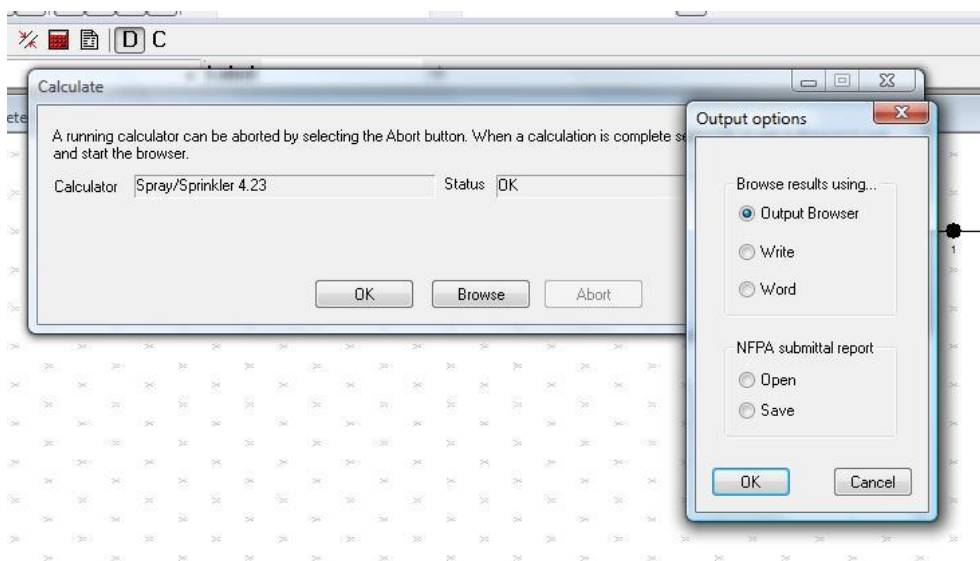 D C
Calculate
A running calculator can be aborted by selecting the Abort button. When a calculation is complete
and start the browser.
Calculator Spray/Sprinkler 4.23 Status OK
OK Browse Abort
Output options
Browse results using...
Output Browser
Write
Word
NFPA submittal report
Open
Save
OK Cancel
1